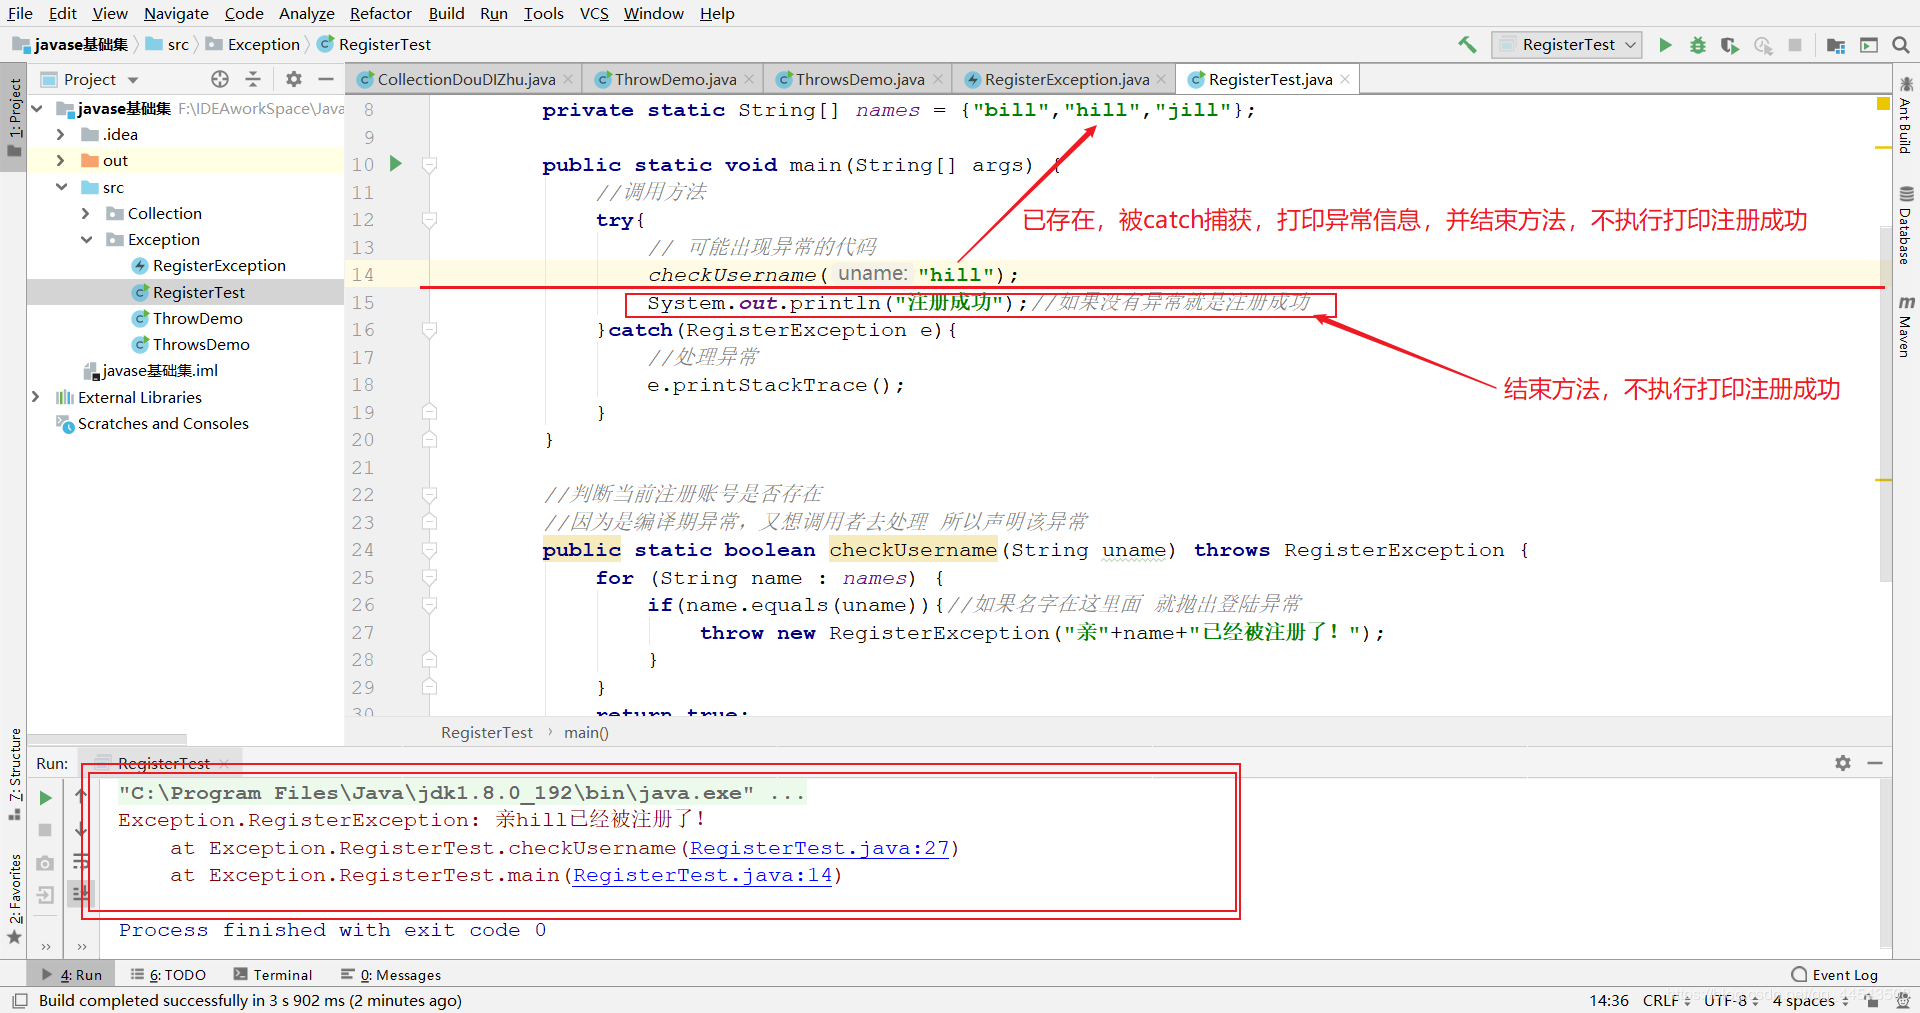 File Edit View Navigate Code Analyze Refactor Build Run Tools VCS Window Help
javase基础集 src Exception RegisterTest
RegisterTest
1: Project
Project
CollectionDouDIZhu.java ThrowDemo.java ThrowsDemo.java RegisterException.java RegisterTest.java
javase基础集 F:\IDEAworkSpace\Java
.idea
out
src
Collection
Exception
RegisterException
RegisterTest
ThrowDemo
ThrowsDemo
javase基础集.iml
External Libraries
Scratches and Consoles
8 private static String[] names = {"bill","hill","jill"};
9
10 public static void main(String[] args) {
11 //调用方法
12 try{
已存在，被catch捕获，打印异常信息，并结束方法，不执行打印注册成功
13 // 可能出现异常的代码
14 checkUsername( uname: "hill");
15 System.out.println("注册成功");//如果没有异常就是注册成功
16 }catch(RegisterException e){
17 //处理异常
18 e.printStackTrace();
结束方法，不执行打印注册成功
19 }
20 }
21
22 //判断当前注册账号是否存在
23 //因为是编译期异常，又想调用者去处理 所以声明该异常
24 public static boolean checkUsername(String uname) throws RegisterException {
25 for (String name : names) {
26 if(name.equals(uname)){//如果名字在这里面 就抛出登陆异常
27 throw new RegisterException("亲"+name+"已经被注册了！");
28 }
29 }
30 return true;
RegisterTest › main()
Ant Build
Database
Maven
Z: Structure
2: Favorites
Run: RegisterTest
"C:\Program Files\Java\jdk1.8.0_192\bin\java.exe" ...
Exception.RegisterException: 亲hill已经被注册了！
at Exception.RegisterTest.checkUsername(RegisterTest.java:27)
at Exception.RegisterTest.main(RegisterTest.java:14)
Process finished with exit code 0
4: Run 6: TODO Terminal 0: Messages Event Log
Build completed successfully in 3 s 902 ms (2 minutes ago) 14:36 CRLF UTF-8 4 spaces